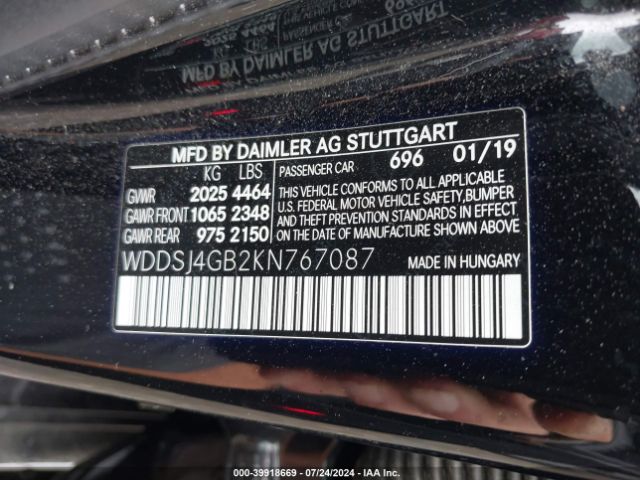 MFD BY DAIMLER AG STUTTGART
KG LBS
GVWR 2025 4464
GAWR FRONT 1065 2348
GAWR REAR 975 2150
PASSENGER CAR 696 01/19
THIS VEHICLE CONFORMS TO ALL APPLICABLE
U.S. FEDERAL MOTOR VEHICLE SAFETY, BUMPER
AND THEFT PREVENTION STANDARDS IN EFFECT
ON THE DATE OF MANUFACTURE SHOWN ABOVE.
WDDSJ4GB2KN767087 MADE IN HUNGARY
000-39918669 - 07/24/2024 - IAA Inc.